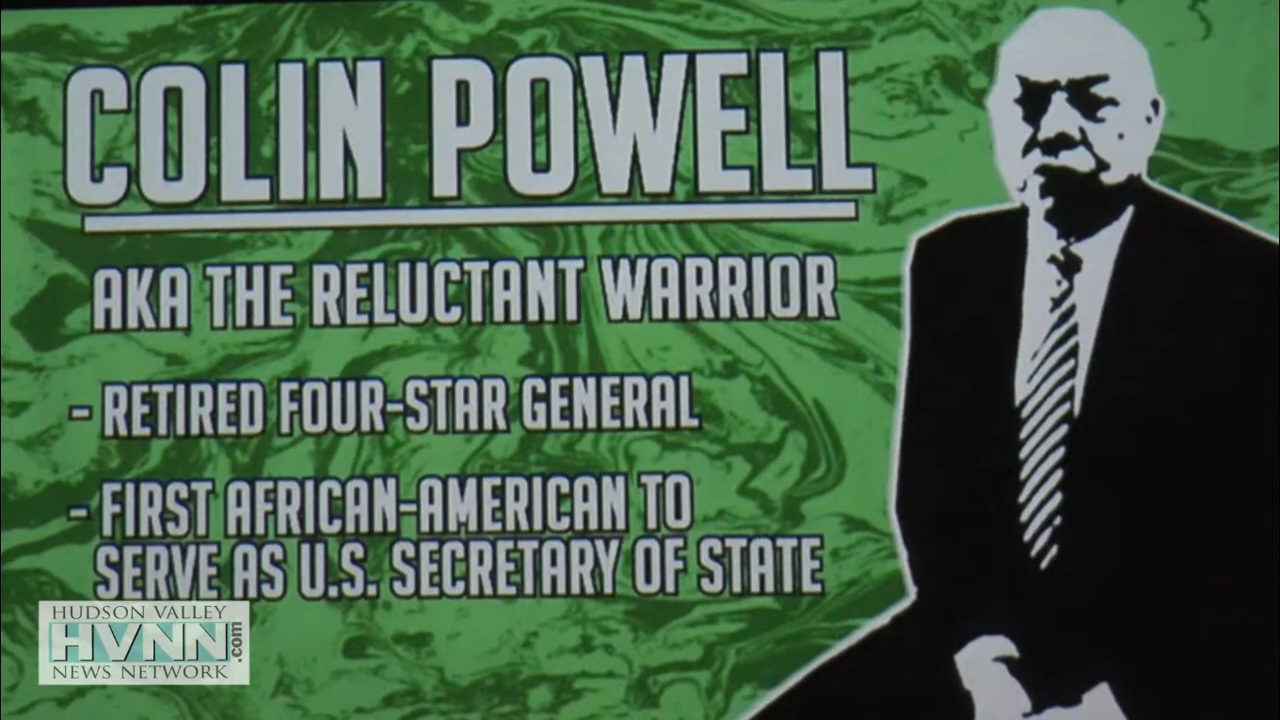 COLIN POWELL
AKA THE RELUCTANT WARRIOR
- RETIRED FOUR-STAR GENERAL
- FIRST AFRICAN-AMERICAN TO
SERVE AS U.S. SECRETARY OF STATE
HUDSON VALLEY
HVNN.com
NEWS NETWORK